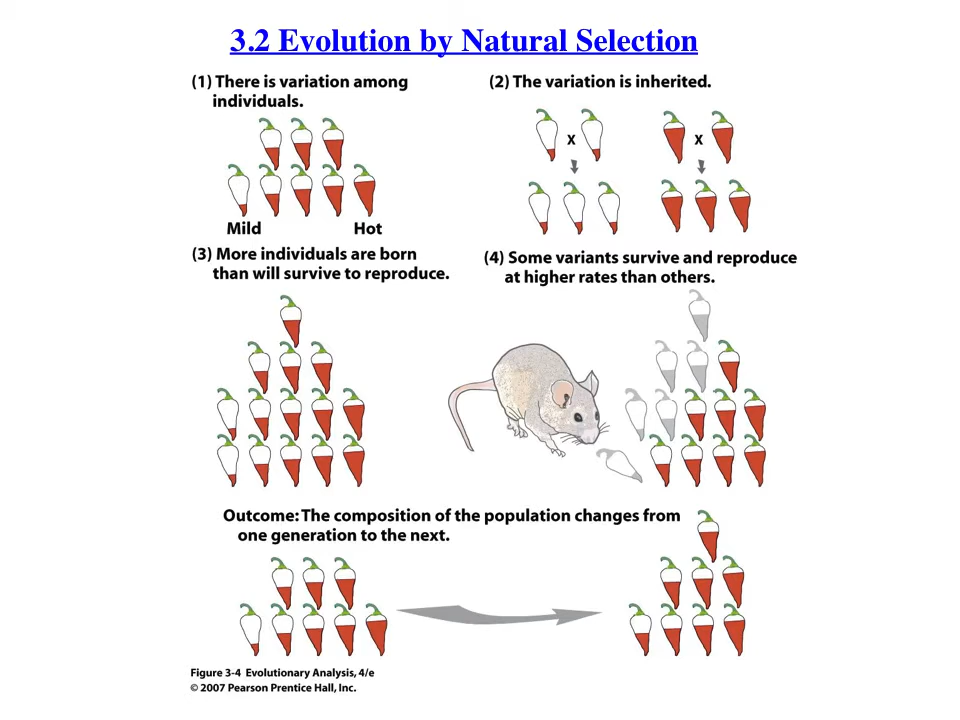 3.2 Evolution by Natural Selection
(1) There is variation among
individuals.
Mild
Hot
(2) The variation is inherited.
X
X
(3) More individuals are born
than will survive to reproduce.
(4) Some variants survive and reproduce
at higher rates than others.
Outcome: The composition of the population changes from
one generation to the next.
Figure 3-4 Evolutionary Analysis, 4/e
© 2007 Pearson Prentice Hall, Inc.